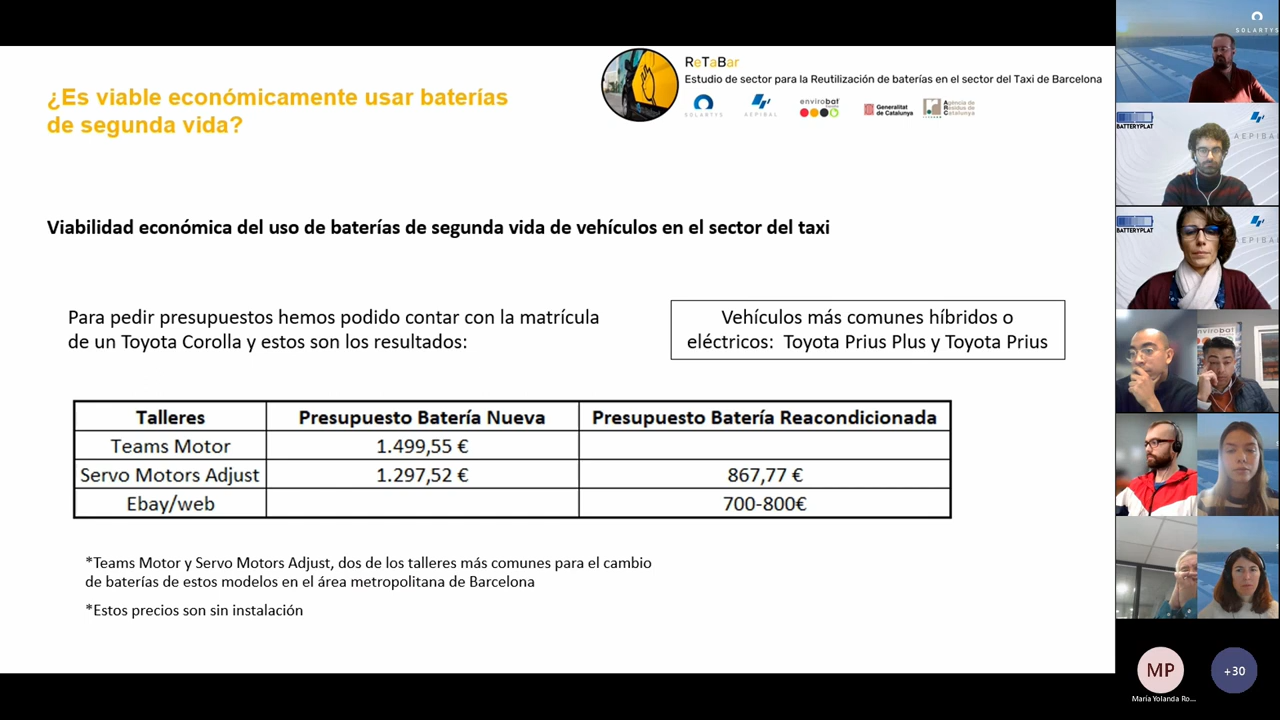 ¿Es viable económicamente usar baterías
de segunda vida?
ReTaBar
Estudio de sector para la Reutilización de baterías en el sector del Taxi de Barcelona
SOLARTYS
AEPIBAL
envirobat
Generalitat
de Catalunya
Agència de
Residus de
Catalunya
Viabilidad económica del uso de baterías de segunda vida de vehículos en el sector del taxi
Para pedir presupuestos hemos podido contar con la matrícula
de un Toyota Corolla y estos son los resultados:
Vehículos más comunes híbridos o
eléctricos: Toyota Prius Plus y Toyota Prius
Talleres Presupuesto Batería Nueva Presupuesto Batería Reacondicionada
Teams Motor 1.499,55 €
Servo Motors Adjust 1.297,52 € 867,77 €
Ebay/web 700-800€
*Teams Motor y Servo Motors Adjust, dos de los talleres más comunes para el cambio
de baterías de estos modelos en el área metropolitana de Barcelona
*Estos precios son sin instalación
SOLARTYS
BATTERYPLAT
AEPIBA
BATTERYPLAT
EPIBA
envirobat
MP
+30
María Yolanda Ro...